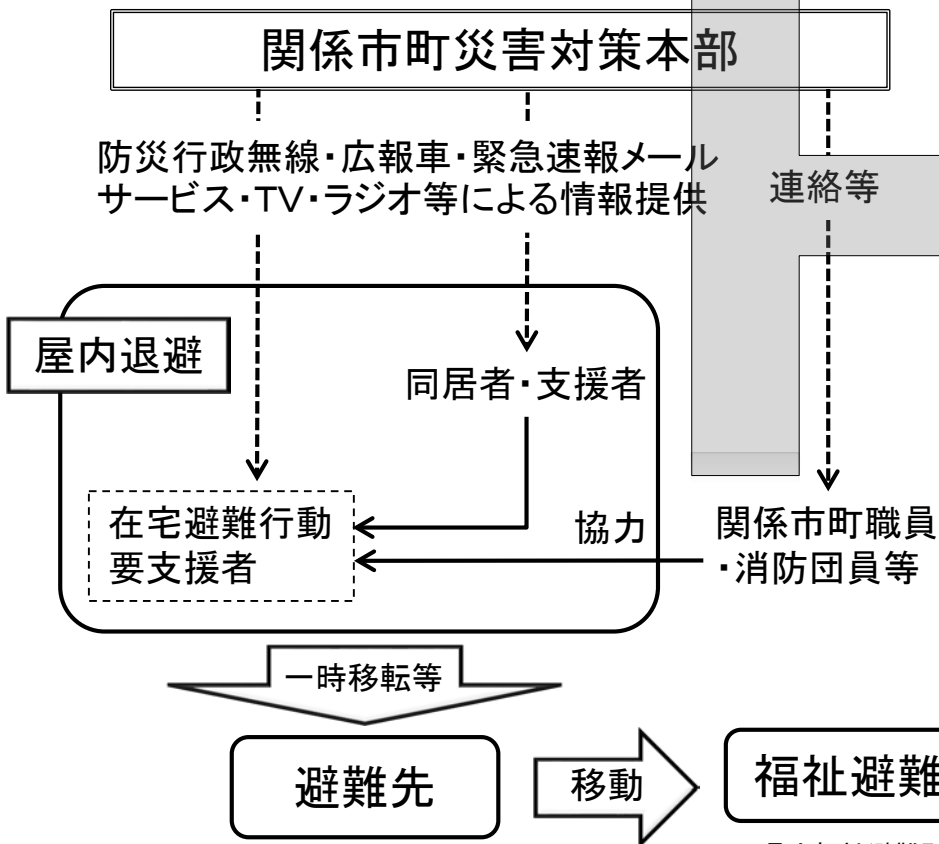 関係市町災害対策本部
防災行政無線・広報車・緊急速報メール
サービス・TV・ラジオ等による情報提供
連絡等
屋内退避
同居者・支援者
在宅避難行動
要支援者
協力
関係市町職員
・消防団員等
一時移転等
避難先
移動
福祉避難